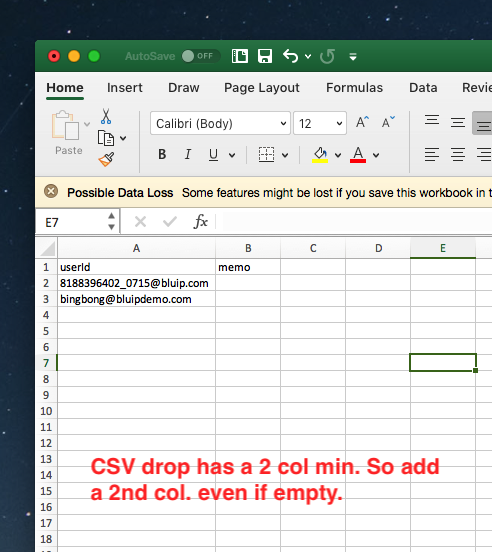 AutoSave OFF
Home Insert Draw Page Layout Formulas Data Revie
Paste Calibri (Body) 12 A A
B I U A
Possible Data Loss Some features might be lost if you save this workbook in t
E7 fx
A B C D E
1 userId memo
2 8188396402_0715@bluip.com
3 bingbong@bluipdemo.com
4
5
6
7
8
9
10
11
12
13
14
15
16
17
18
CSV drop has a 2 col min. So add
a 2nd col. even if empty.